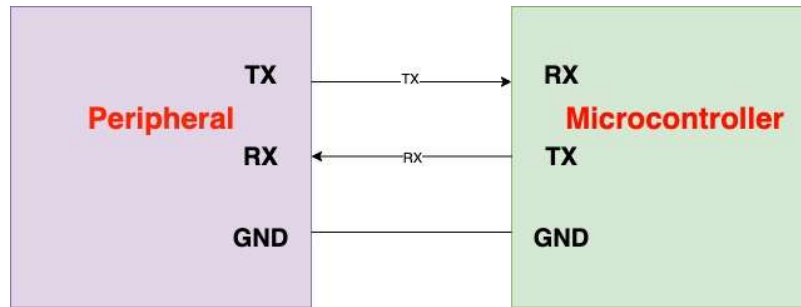 TX TX RX
Peripheral Microcontroller
RX RX TX
GND GND